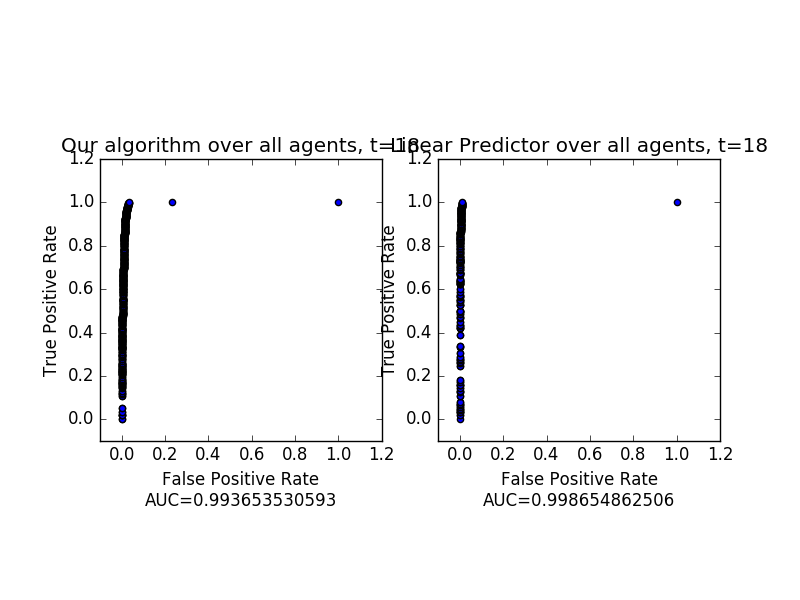 Our algorithm over all agents, t=18
Linear Predictor over all agents, t=18
True Positive Rate
1.2
1.0
0.8
0.6
0.4
0.2
0.0
0.0 0.2 0.4 0.6 0.8 1.0 1.2
False Positive Rate
AUC=0.993653530593
True Positive Rate
1.2
1.0
0.8
0.6
0.4
0.2
0.0
0.0 0.2 0.4 0.6 0.8 1.0 1.2
False Positive Rate
AUC=0.998654862506